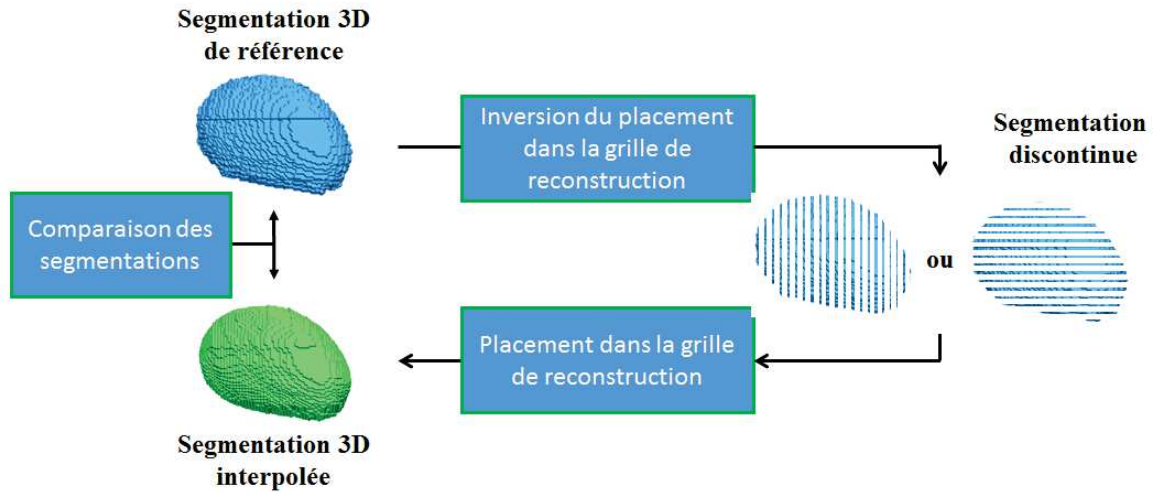 Segmentation 3D
de référence
Inversion du placement
dans la grille de
reconstruction
Segmentation
discontinue
Comparaison des
segmentations
ou
Placement dans la grille
de reconstruction
Segmentation 3D
interpolée